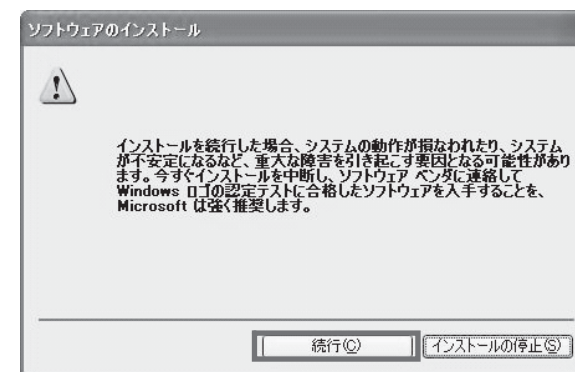 ソフトウェアのインストール
インストールを続行した場合、システムの動作が損なわれたり、システム
が不安定になるなど、重大な障害を引き起こす要因となる可能性があり
ます。今すぐインストールを中断し、ソフトウェア ベンダに連絡して
Windows ロゴの認定テストに合格したソフトウェアを入手することを、
Microsoft は強く推奨します。
続行(C) インストールの停止(S)